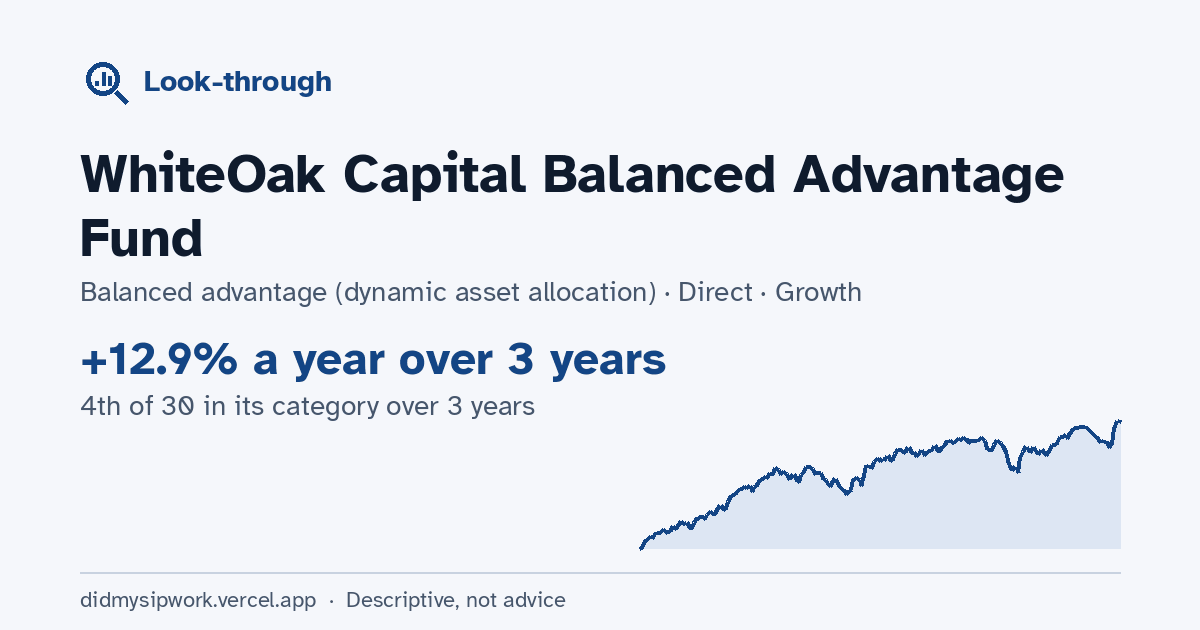 Look-through
WhiteOak Capital Balanced Advantage
Fund
Balanced advantage (dynamic asset allocation) · Direct · Growth
+12.9% a year over 3 years
4th of 30 in its category over 3 years
didmysipwork.vercel.app · Descriptive, not advice